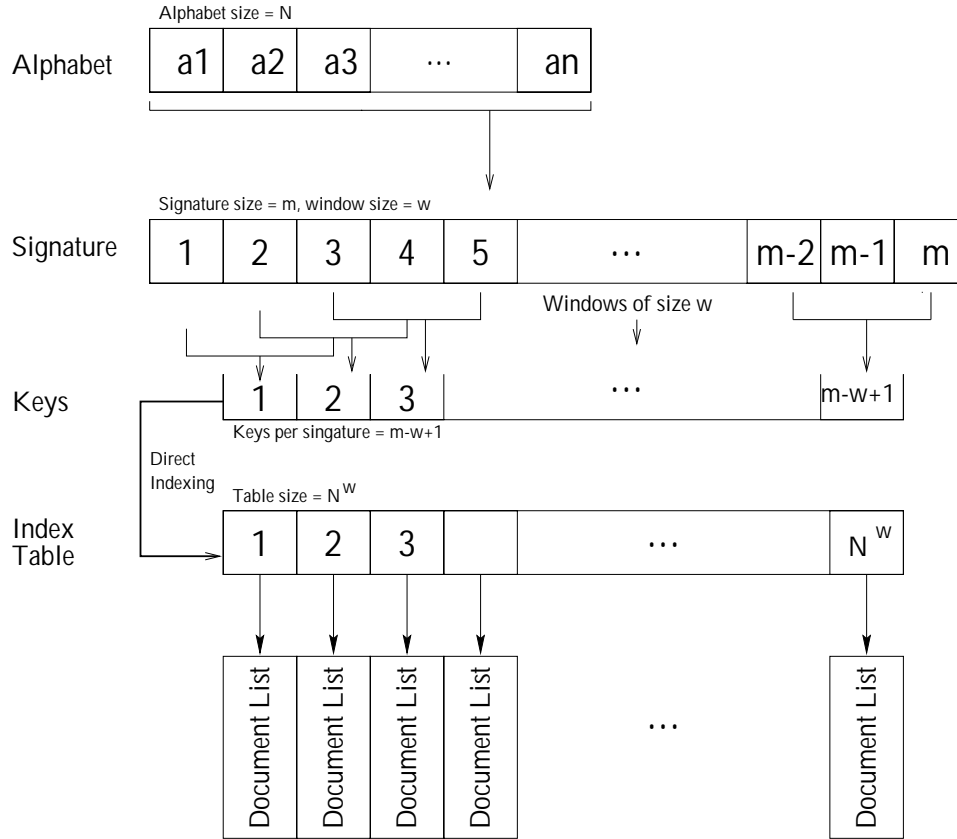 Alphabet size = N
Alphabet a1 a2 a3 ... an
Signature size = m, window size = w
Signature 1 2 3 4 5 ... m-2 m-1 m
Windows of size w
Keys 1 2 3 ... m-w+1
Keys per singature = m-w+1
Direct
Indexing
Table size = N^w
Index
Table
1 2 3 ... N^w
Document List Document List Document List Document List ... Document List